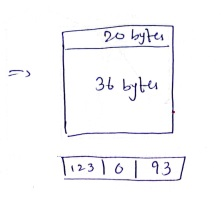 20 bytes
=> 36 bytes
123 | 0 | 93